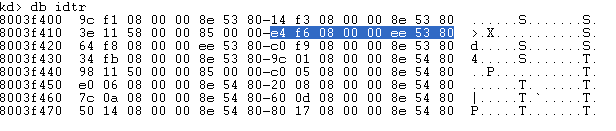 kd> db idtr
8003f400  9c f1 08 00 00 8e 53 80-14 f3 08 00 00 8e 53 80  ......S.......S.
8003f410  3e 11 58 00 00 85 00 00-e4 f6 08 00 00 ee 53 80  >.X...........S.
8003f420  64 f8 08 00 00 ee 53 80-c0 f9 08 00 00 8e 53 80  d.....S.......S.
8003f430  34 fb 08 00 00 8e 53 80-9c 01 08 00 00 8e 54 80  4.....S.......T.
8003f440  98 11 50 00 00 85 00 00-c0 05 08 00 00 8e 54 80  ..P...........T.
8003f450  e0 06 08 00 00 8e 54 80-20 08 08 00 00 8e 54 80  ......T. .....T.
8003f460  7c 0a 08 00 00 8e 54 80-60 0d 08 00 00 8e 54 80  |.....T.`.....T.
8003f470  50 14 08 00 00 8e 54 80-80 17 08 00 00 8e 54 80  P.....T.......T.